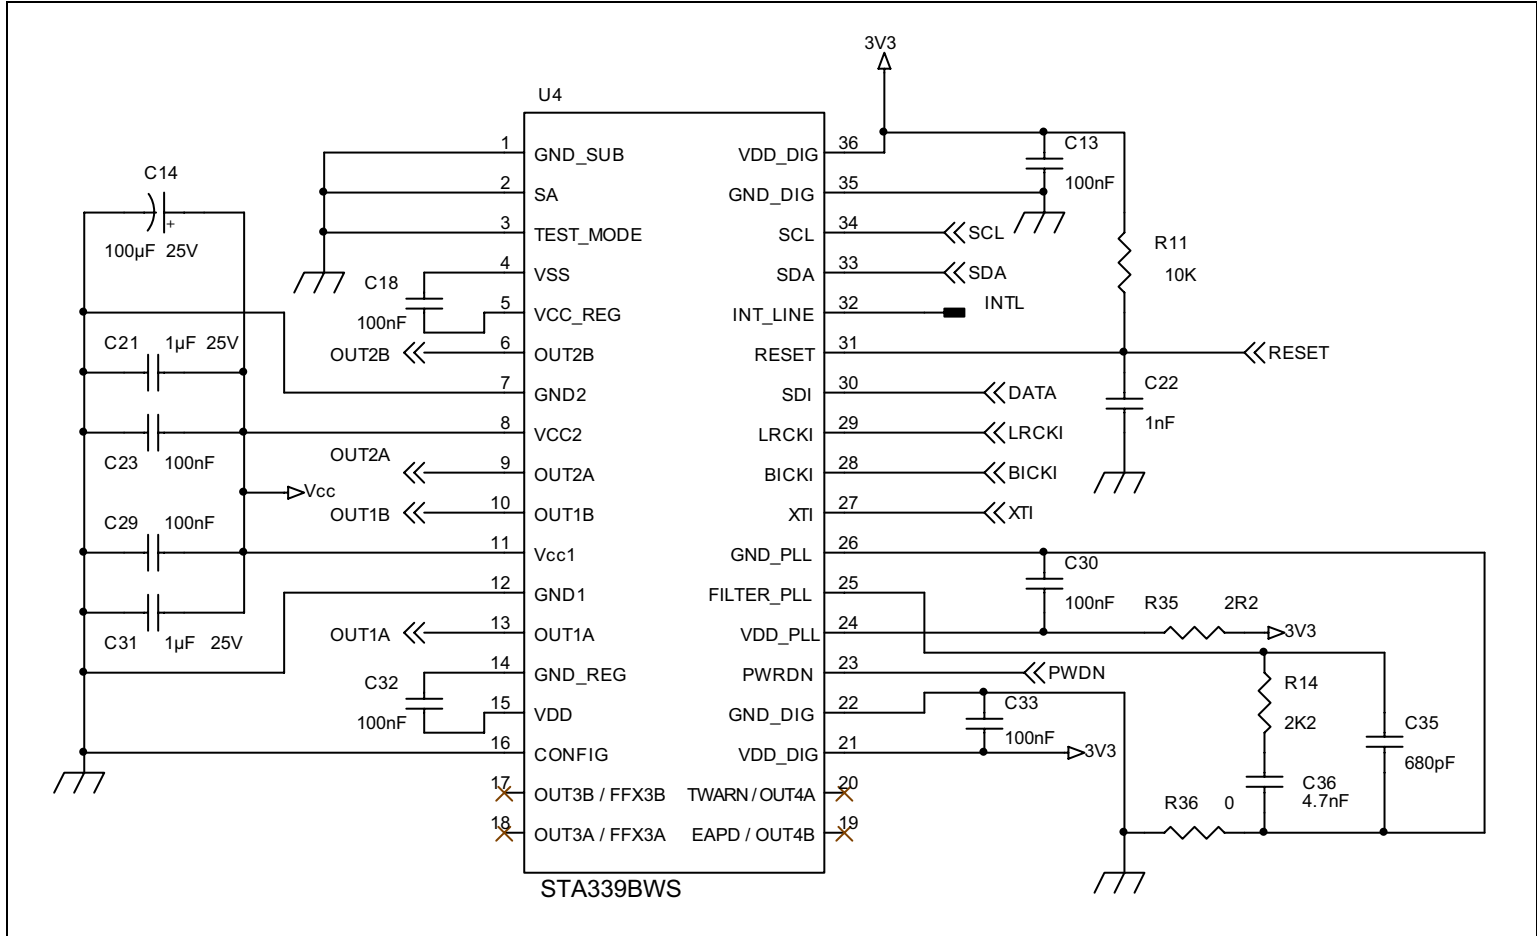 3V3
U4
1 GND_SUB VDD_DIG 36
2 SA GND_DIG 35
3 TEST_MODE SCL 34 SCL
4 VSS SDA 33 SDA
5 VCC_REG INT_LINE 32 INTL
6 OUT2B RESET 31 RESET
7 GND2 SDI 30 DATA
8 VCC2 LRCKI 29 LRCKI
9 OUT2A BICKI 28 BICKI
10 OUT1B XTI 27 XTI
11 Vcc1 GND_PLL 26
12 GND1 FILTER_PLL 25
13 OUT1A VDD_PLL 24
14 GND_REG PWRDN 23 PWDN
15 VDD GND_DIG 22
16 CONFIG VDD_DIG 21 3V3
17 OUT3B / FFX3B TWARN / OUT4A 20
18 OUT3A / FFX3A EAPD / OUT4B 19
STA339BWS
C14
+
100µF 25V
C18
100nF
OUT2B
C21 1µF 25V
C23 100nF
OUT2A
Vcc
OUT1B
C29 100nF
C31 1µF 25V
OUT1A
C32
100nF
C13
100nF
R11
10K
C22
1nF
C30
100nF
R35 2R2
3V3
R14
2K2
C33
100nF
C35
680pF
C36
4.7nF
R36 0